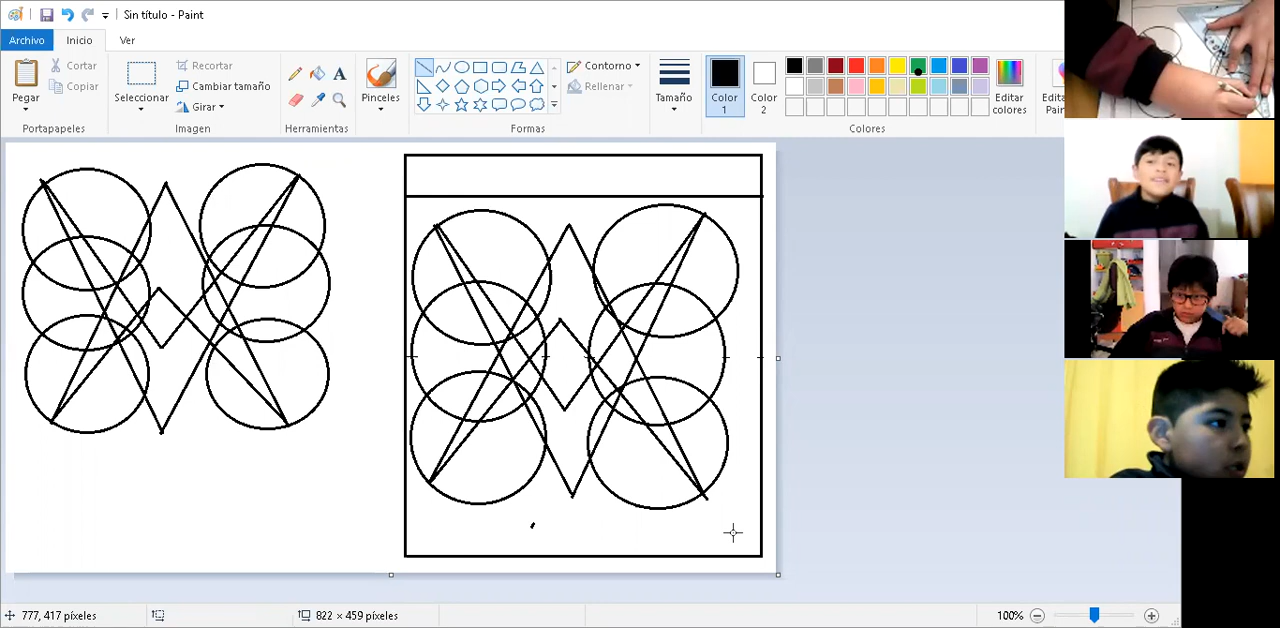 Sin título - Paint
Archivo Inicio Ver
Pegar
Cortar
Copiar
Portapapeles
Seleccionar
Recortar
Cambiar tamaño
Girar
Imagen
A
Herramientas
Pinceles
Contorno
Rellenar
Formas
Tamaño
Color
1
Color
2
Editar
colores
Colores
777, 417 píxeles
822 × 459 píxeles
100%